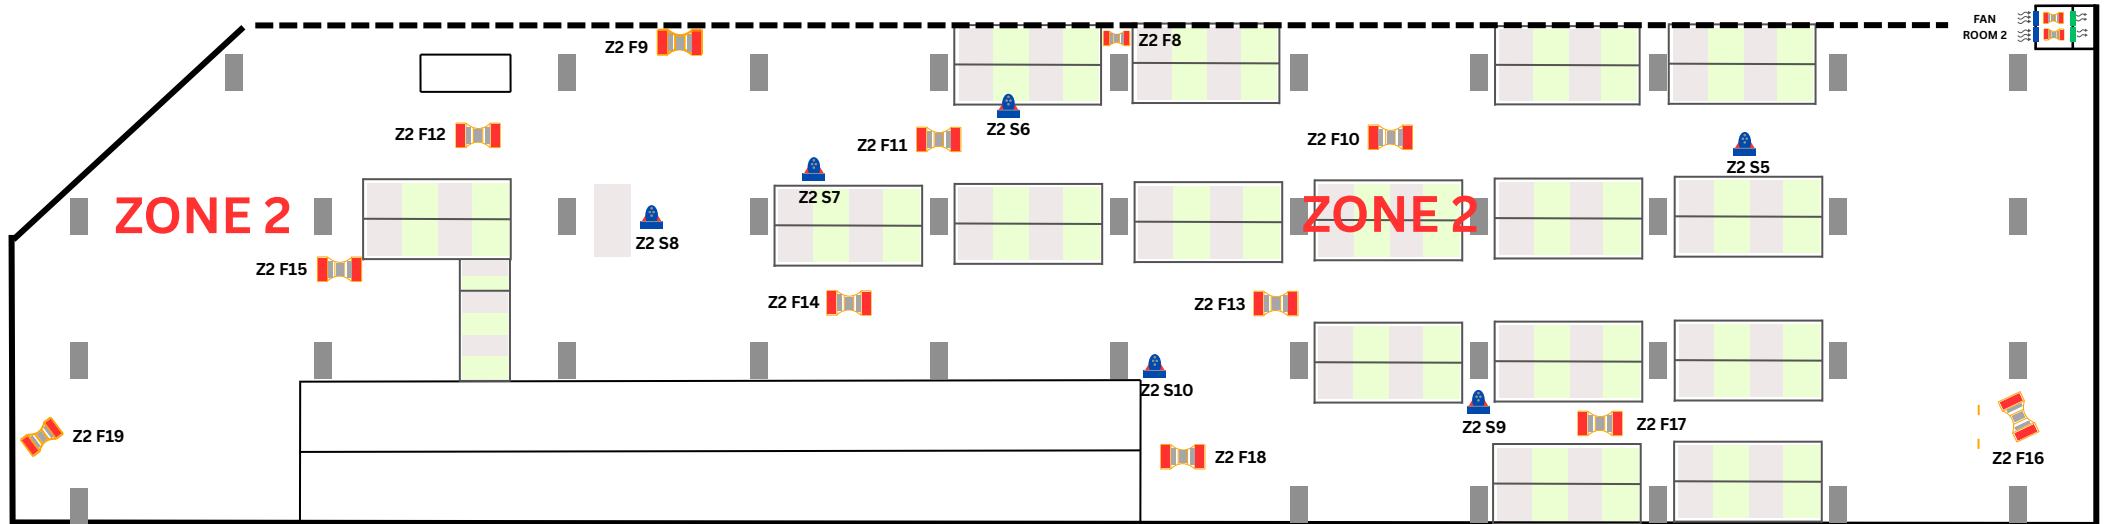 FAN
ROOM 2
Z2 F9
Z2 F8
Z2 F12
Z2 F11
Z2 S6
Z2 F10
Z2 S5
Z2 S7
ZONE 2
ZONE 2
Z2 S8
Z2 F15
Z2 F14
Z2 F13
Z2 S10
Z2 F19
Z2 S9
Z2 F17
Z2 F18
Z2 F16